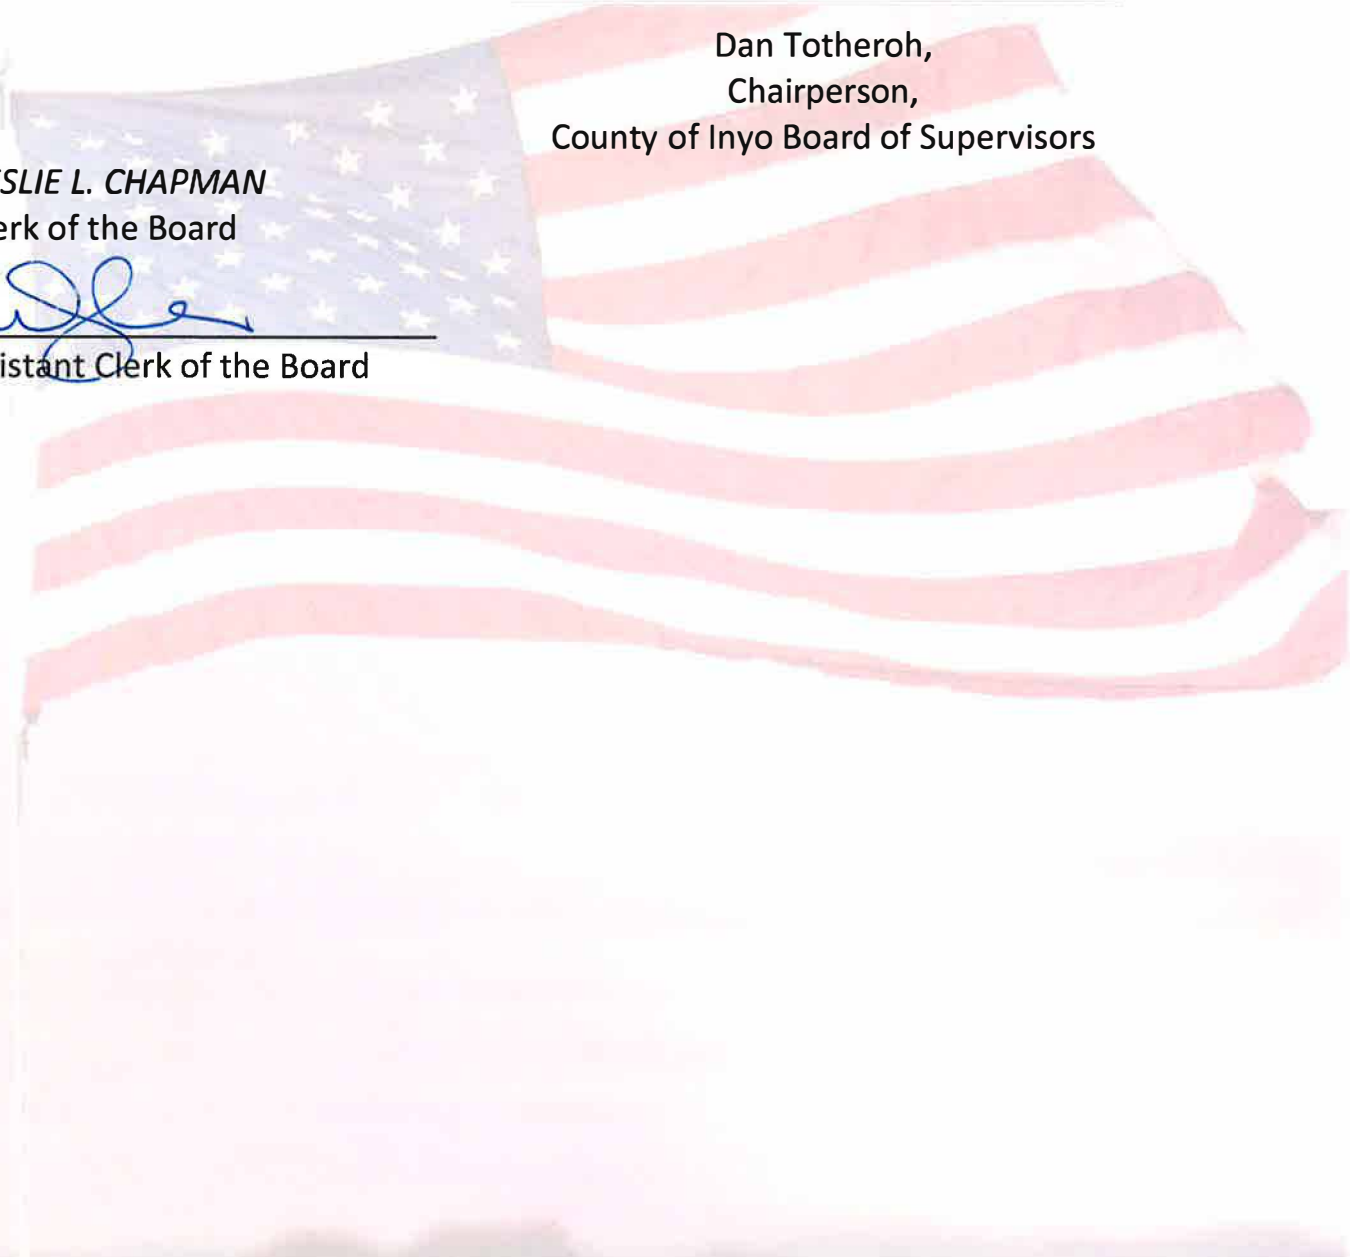 Dan Totheroh,
Chairperson,
County of Inyo Board of Supervisors
SLIE L. CHAPMAN
erk of the Board
istant Clerk of the Board